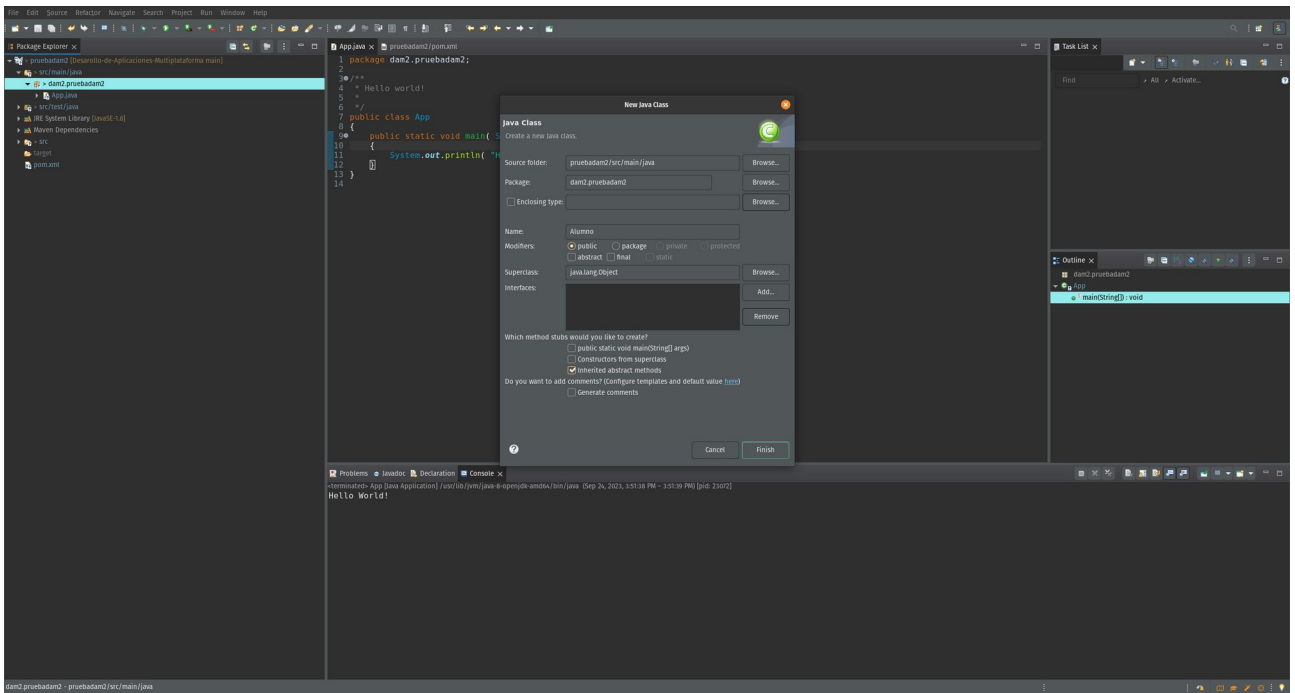 File Edit Source Refactor Navigate Search Project Run Window Help
Package Explorer
pruebadam2 [Desarollo-de-Aplicaciones-Multiplataforma main]
src/main/java
dam2.pruebadam2
App.java
src/test/java
JRE System Library [JavaSE-1.6]
Maven Dependencies
src
target
pom.xml
App.java
pruebadam2/pom.xml
1 package dam2.pruebadam2;
2
3 /**
4 * Hello world!
5 *
6 */
7 public class App
8 {
9 public static void main( S
10 {
11 System.out.println( "H
12 }
13 }
14
New Java Class
Java Class
Create a new Java class.
Source folder: pruebadam2/src/main/java Browse...
Package: dam2.pruebadam2 Browse...
Enclosing type: Browse...
Name: Alumno
Modifiers: public package private protected
abstract final static
Superclass: java.lang.Object Browse...
Interfaces: Add...
Remove
Which method stubs would you like to create?
public static void main(String[] args)
Constructors from superclass
Inherited abstract methods
Do you want to add comments? (Configure templates and default value here)
Generate comments
Cancel Finish
Task List
Find All Activate...
Outline
dam2.pruebadam2
App
main(String[]) : void
Problems Javadoc Declaration Console
<terminated> App [Java Application] /usr/lib/jvm/java-8-openjdk-amd64/bin/java (Sep 24, 2023, 3:51:38 PM – 3:51:39 PM) [pid: 23072]
Hello World!
dam2.pruebadam2 - pruebadam2/src/main/java